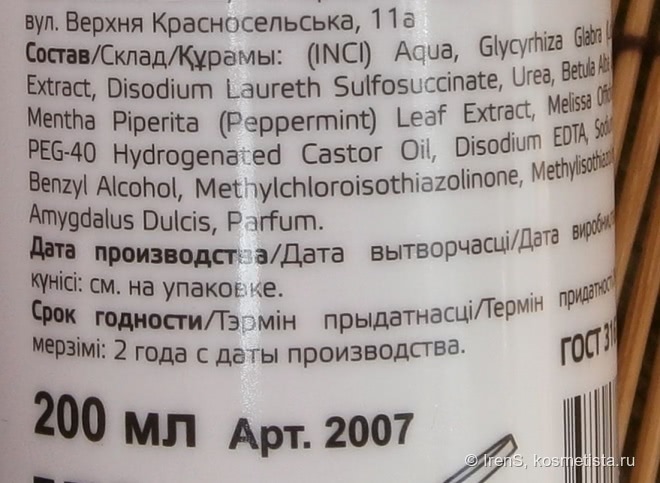 вул. Верхня Красносельська, 11а
Состав/Склад/Құрамы: (INCI) Aqua, Glycyrhiza Glabra
Extract, Disodium Laureth Sulfosuccinate, Urea, Betula Alba
Mentha Piperita (Peppermint) Leaf Extract, Melissa
PEG-40 Hydrogenated Castor Oil, Disodium EDTA,
Benzyl Alcohol, Methylchloroisothiazolinone,
Amygdalus Dulcis, Parfum.
Дата производства/Дата вытворчасці/Дата
күнісі: см. на упаковке.
Срок годности/Тэрмін прыдатнасці/Термін придатності
мерзімі: 2 года с даты производства.
ГОСТ
200 мл Арт. 2007
© IrenS, kosmetista.ru